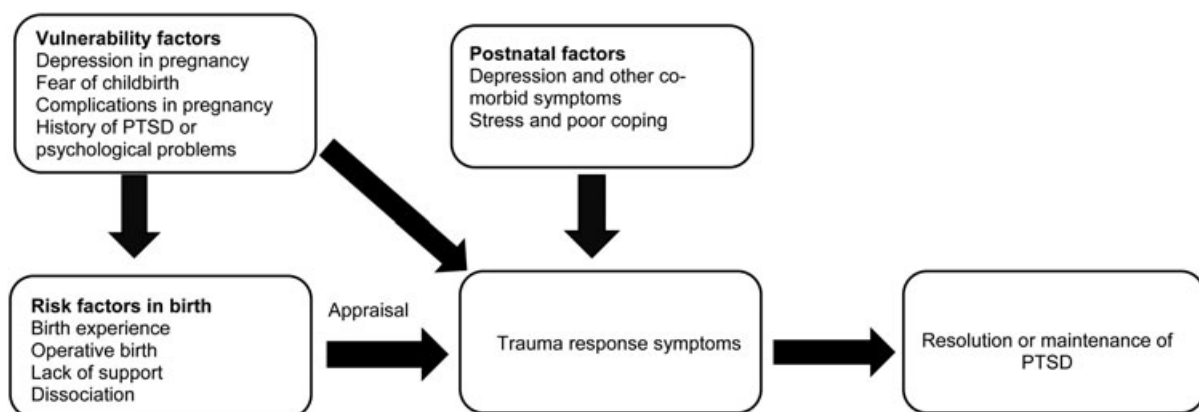 Vulnerability factors
Depression in pregnancy
Fear of childbirth
Complications in pregnancy
History of PTSD or
psychological problems
Postnatal factors
Depression and other co-
morbid symptoms
Stress and poor coping
Risk factors in birth
Birth experience
Operative birth
Lack of support
Dissociation
Appraisal
Trauma response symptoms
Resolution or maintenance of
PTSD